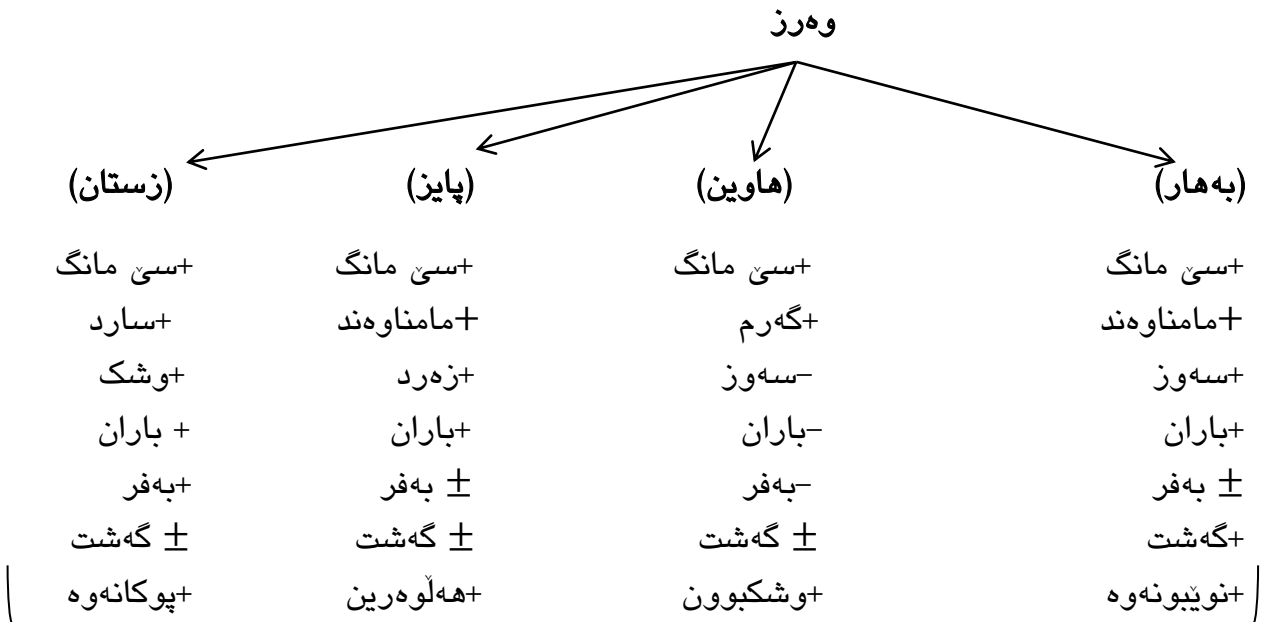 وەرز
(بەهار) (هاوین) (پایز) (زستان)
+سێ مانگ +سێ مانگ +سێ مانگ +سێ مانگ
+مامناوەند +گەرم +مامناوەند +سارد
+سەوز –سەوز +زەرد +وشک
+باران –باران +باران + باران
± بەفر –بەفر ± بەفر +بەفر
+گەشت ± گەشت ± گەشت ± گەشت
+نوێبونەوە +وشکبوون +هەڵوەرین +پوکانەوە